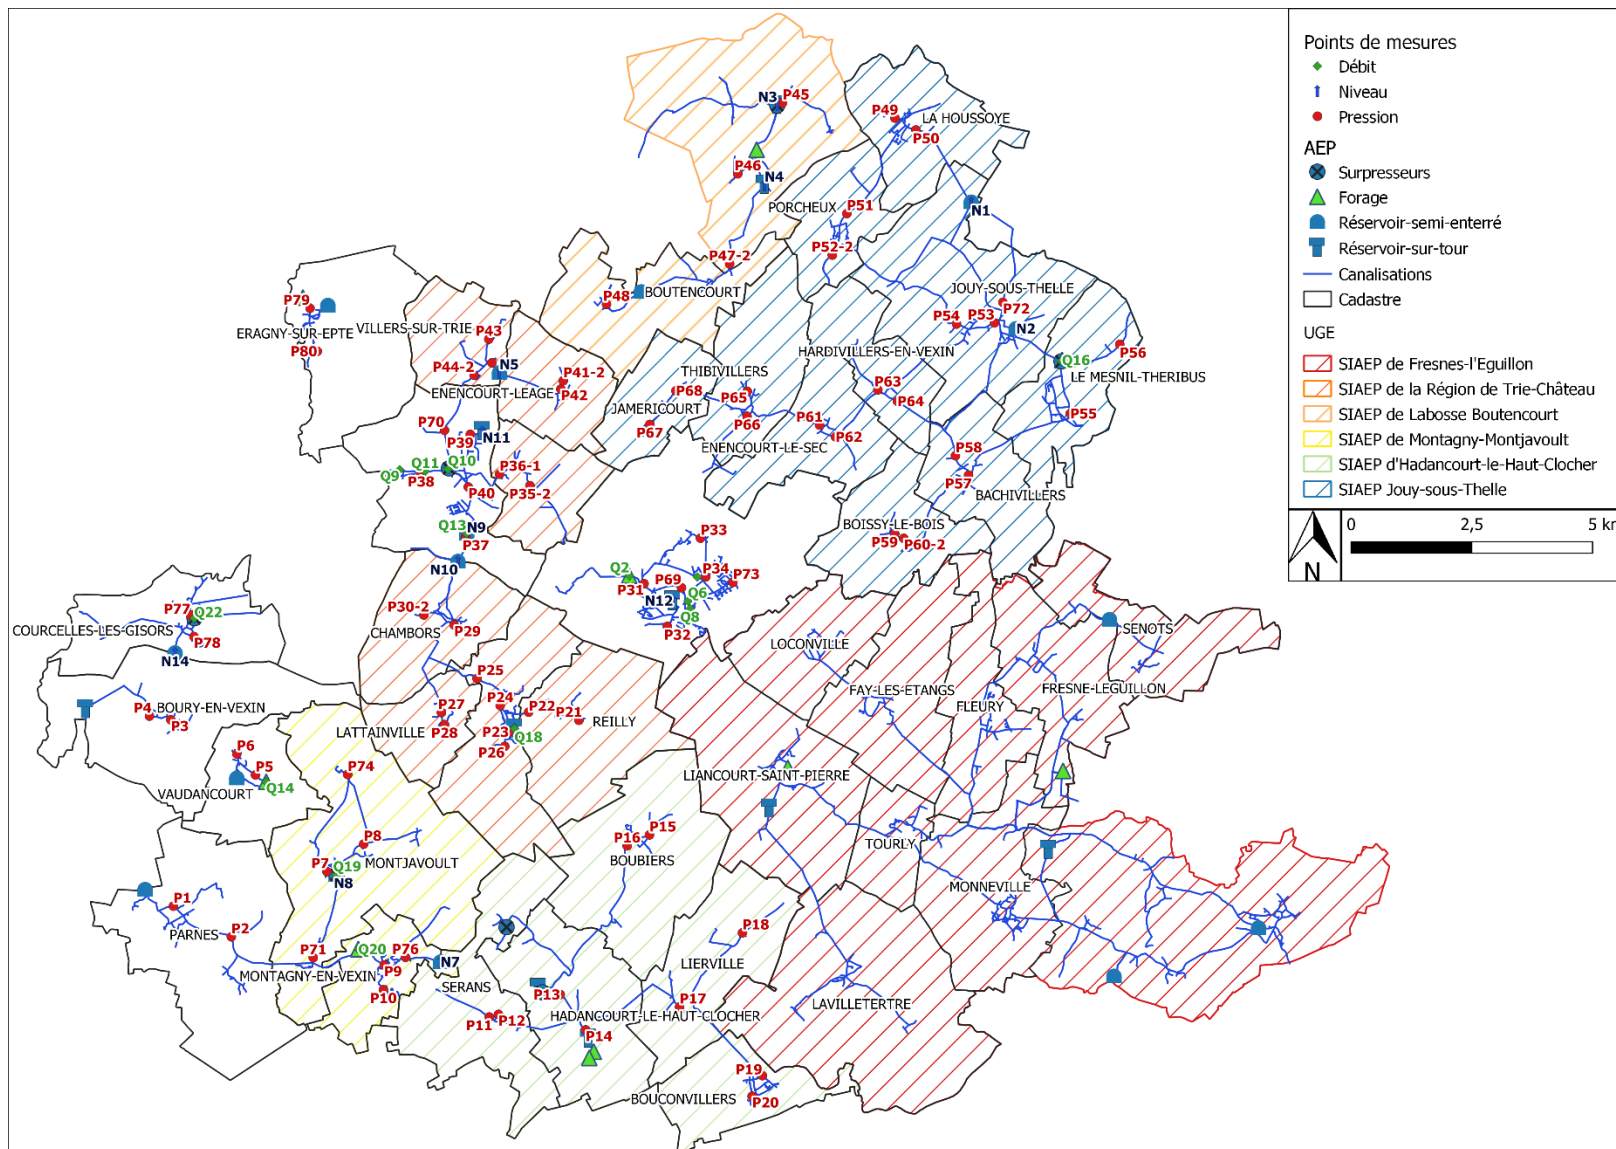 Points de mesures
Débit
Niveau
Pression
AEP
Surpresseurs
Forage
Réservoir-semi-enterré
Réservoir-sur-tour
Canalisations
Cadastre
UGE
SIAEP de Fresnes-l'Eguillon
SIAEP de la Région de Trie-Château
SIAEP de Labosse Boutencourt
SIAEP de Montagny-Montjavoult
SIAEP d'Hadancourt-le-Haut-Clocher
SIAEP Jouy-sous-Thelle
0 2,5 5 km
N
N3 P45
P49
LA HOUSSOYE
P50
P46
N4
PORCHEUX
P51
N1
P52-2
P47-2
BOUTENCOURT
P48
JOUY-SOUS-THELLE
P72
P54 P53
N2
P79
ERAGNY-SUR-EPTE
P80
VILLERS-SUR-TRIE
P43
N5
P44-2
ENENCOURT-LEAGE
P41-2
P42
HARDIVILLERS-EN-VEXIN
Q16
P56
LE MESNIL-THERIBUS
THIBIVILLERS
P63
P64
P68
P65
JAMERICOURT
P67
P66
P61
P62
ENENCOURT-LE-SEC
P55
P70
P39
N11
P58
P57
BACHIVILLERS
Q11
Q10
Q9
P38
P36-1
P35-2
P40
Q13
N9
P37
N10
BOISSY-LE-BOIS
P59
P60-2
P33
Q2
P31
P69
P34
P73
N12
Q6
Q8
P32
P30-2
CHAMBORS
P29
P77
Q22
COURCELLES-LES-GISORS
P78
N14
SENOTS
LOCONVILLE
P25
FAY-LES-ETANGS
FRESNE-LEGUILLON
FLEURY
P4
BOURY-EN-VEXIN
P3
P27
P24
P22
P21
REILLY
LATTAINVILLE
P28
P23
Q18
P26
P6
P5
VAUDANCOURT
Q14
P74
LIANCOURT-SAINT-PIERRE
P8
MONTJAVOULT
P7
Q19
N8
P16
P15
BOUBIERS
TOURLY
MONNEVILLE
P1
P2
PARNES
P71
Q20
P76
P9
N7
MONTAGNY-EN-VEXIN
P10
SERANS
P18
LIERVILLE
P13
P11
P12
HADANCOURT-LE-HAUT-CLOCHER
P17
P14
LAVILLETERTRE
P19
BOUCONVILLERS
P20